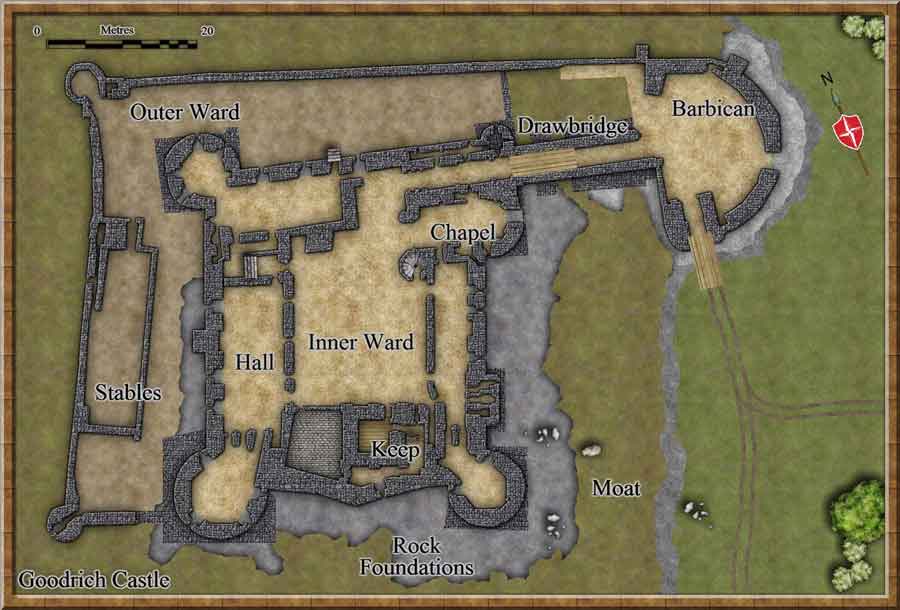 0 Metres 20
N
Outer Ward
Barbican
Drawbridge
Chapel
Inner Ward
Hall
Stables
Keep
Moat
Rock
Foundations
Goodrich Castle